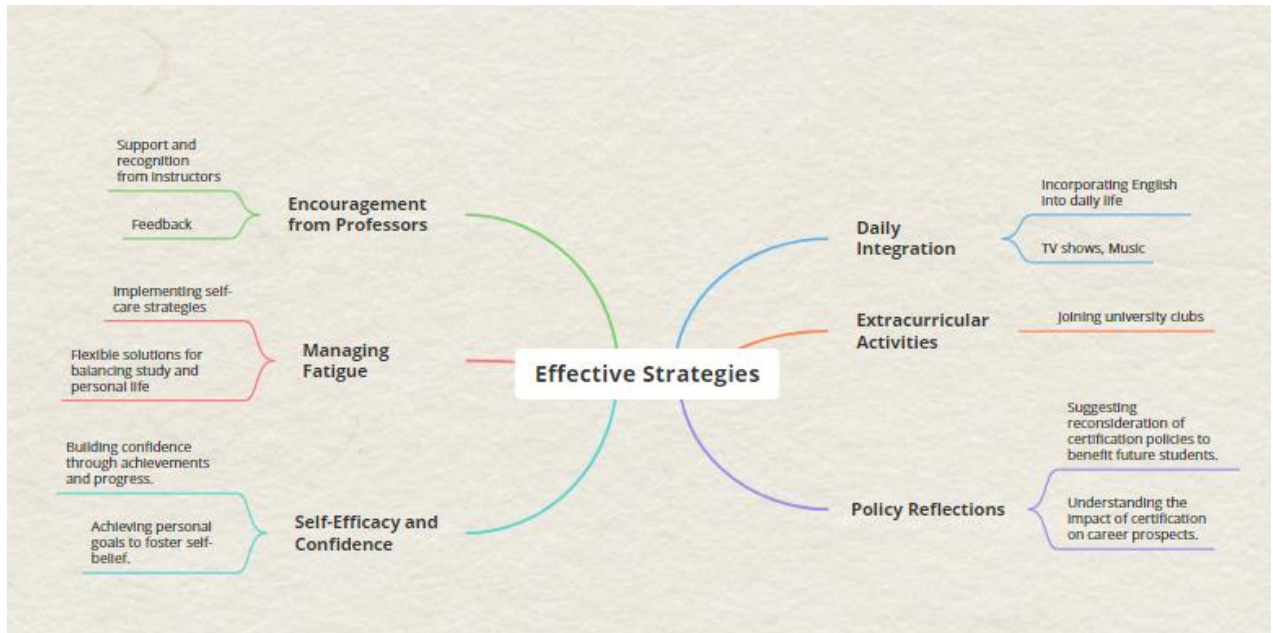 Effective Strategies
Encouragement
from Professors
Support and
recognition
from instructors
Feedback
Managing
Fatigue
Implementing self-
care strategies
Flexible solutions for
balancing study and
personal life
Self-Efficacy and
Confidence
Building confidence
through achievements
and progress.
Achieving personal
goals to foster self-
belief.
Daily
Integration
Incorporating English
into daily life
TV shows, Music
Extracurricular
Activities
Joining university clubs
Policy Reflections
Suggesting
reconsideration of
certification policies to
benefit future students.
Understanding the
impact of certification
on career prospects.